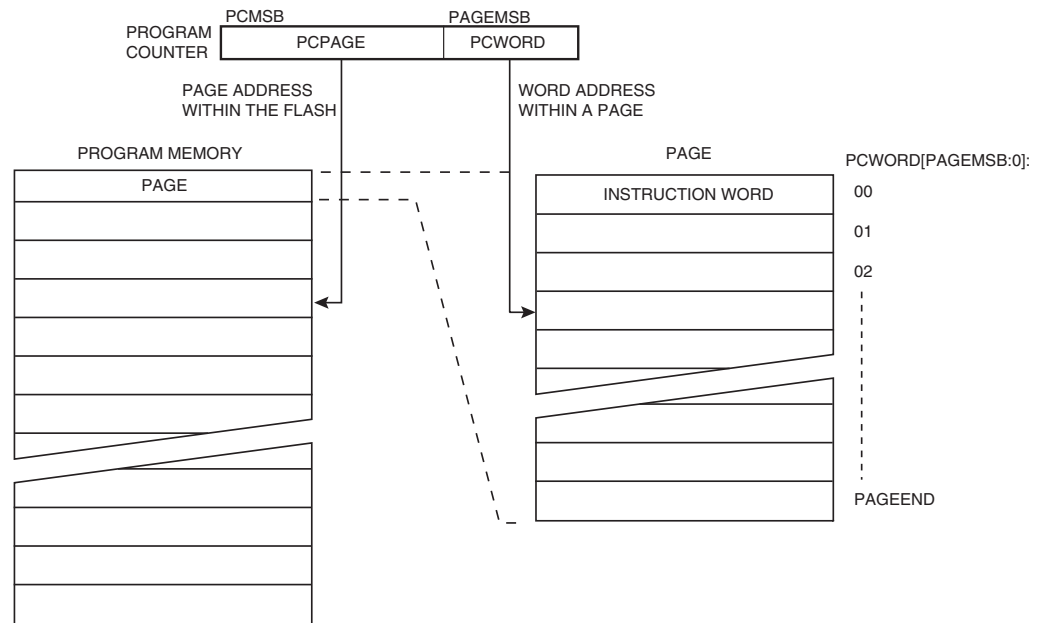 PCMSB
PAGEMSB
PROGRAM
COUNTER
PCPAGE
PCWORD
PAGE ADDRESS
WITHIN THE FLASH
WORD ADDRESS
WITHIN A PAGE
PROGRAM MEMORY
PAGE
PAGE
PCWORD[PAGEMSB:0]:
INSTRUCTION WORD
00
01
02
PAGEEND